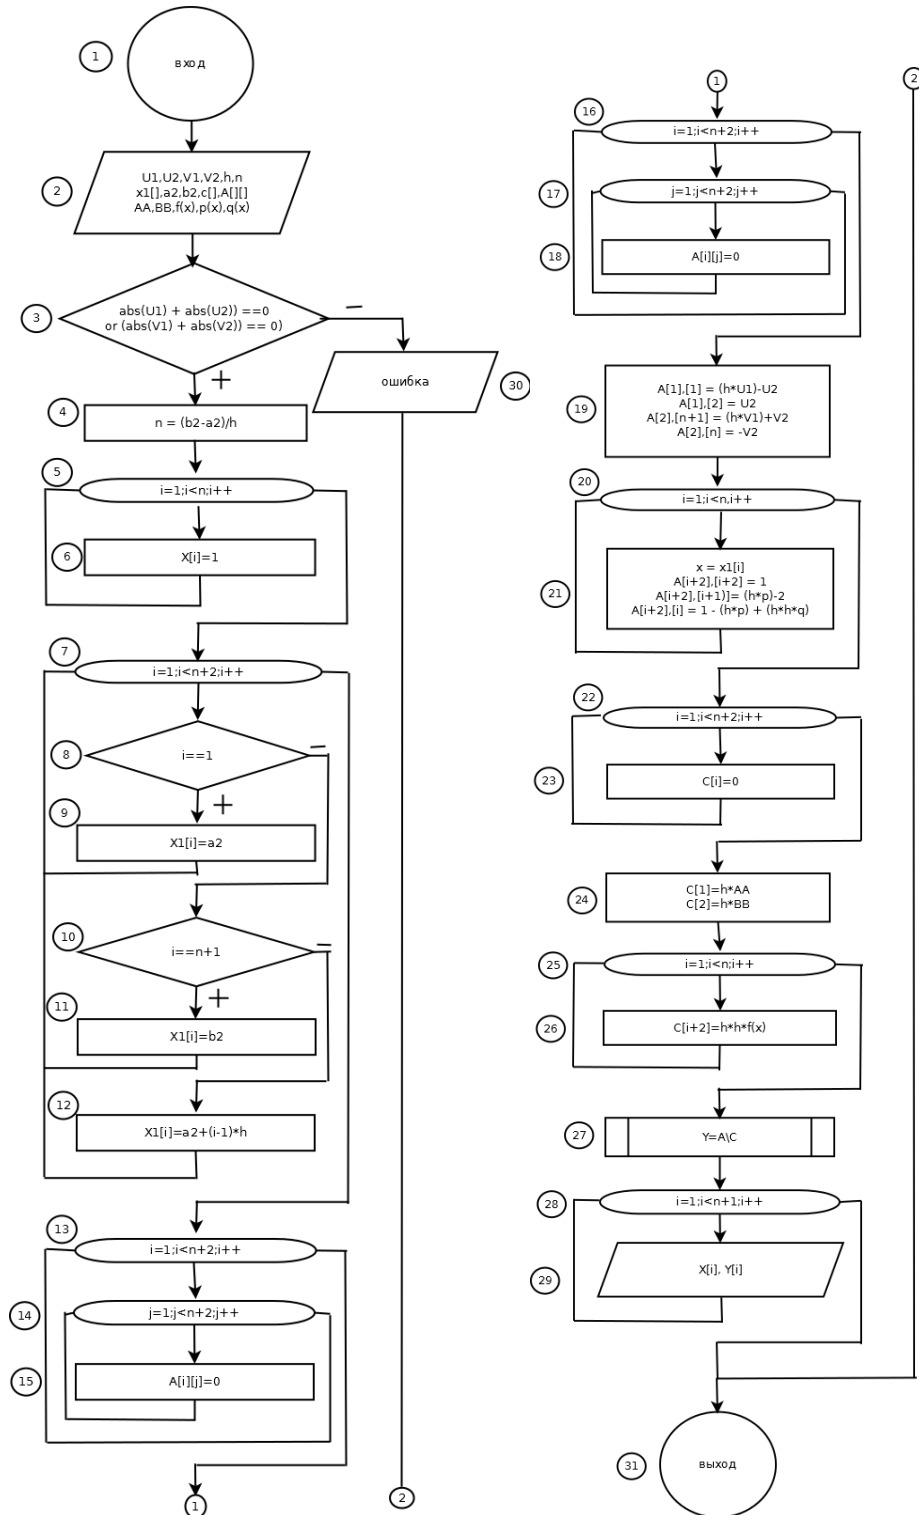 1
вход
2
U1,U2,V1,V2,h,n
x1[],a2,b2,c[],A[][]
AA,BB,f(x),p(x),q(x)
3
abs(U1) + abs(U2)) ==0
or (abs(V1) + abs(V2)) == 0)
−
+
ошибка
30
4
n = (b2-a2)/h
5
i=1;i<n;i++
6
X[i]=1
7
i=1;i<n+2;i++
8
i==1
−
+
9
X1[i]=a2
10
i==n+1
−
+
11
X1[i]=b2
12
X1[i]=a2+(i-1)*h
13
i=1;i<n+2;i++
14
j=1;j<n+2;j++
15
A[i][j]=0
1
2
1
2
16
i=1;i<n+2;i++
17
j=1;j<n+2;j++
18
A[i][j]=0
19
A[1],[1] = (h*U1)-U2
A[1],[2] = U2
A[2],[n+1] = (h*V1)+V2
A[2],[n] = -V2
20
i=1;i<n,i++
21
x = x1[i]
A[i+2],[i+2] = 1
A[i+2],[i+1)]= (h*p)-2
A[i+2],[i] = 1 - (h*p) + (h*h*q)
22
i=1;i<n+2;i++
23
C[i]=0
24
C[1]=h*AA
C[2]=h*BB
25
i=1;i<n;i++
26
C[i+2]=h*h*f(x)
27
Y=A\C
28
i=1;i<n+1;i++
29
X[i], Y[i]
31
выход